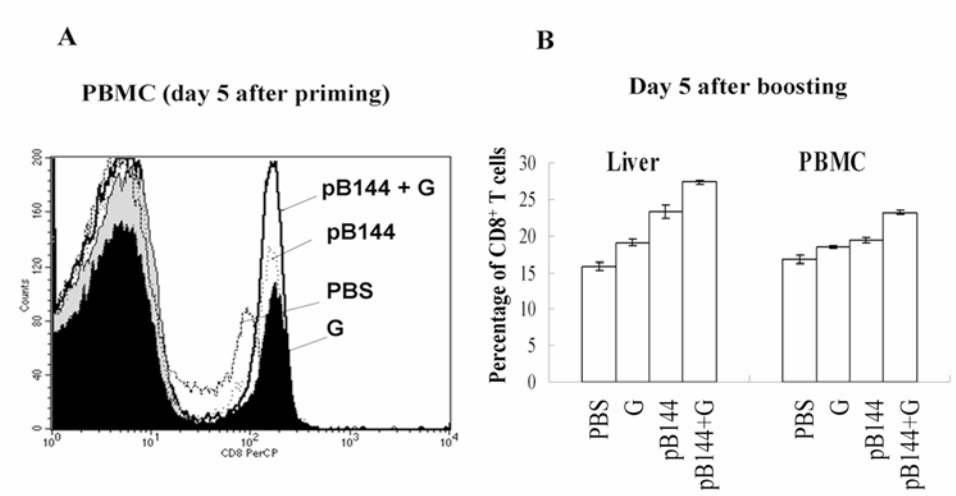 A
PBMC (day 5 after priming)
200
160
120
80
40
0
Counts
pB144 + G
pB144
PBS
G
10⁰
10¹
10²
10³
10⁴
CD8 PerCP
B
Day 5 after boosting
Liver
PBMC
Percentage of CD8⁺ T cells
30
25
20
15
10
5
0
PBS
G
pB144
pB144+G
PBS
G
pB144
pB144+G